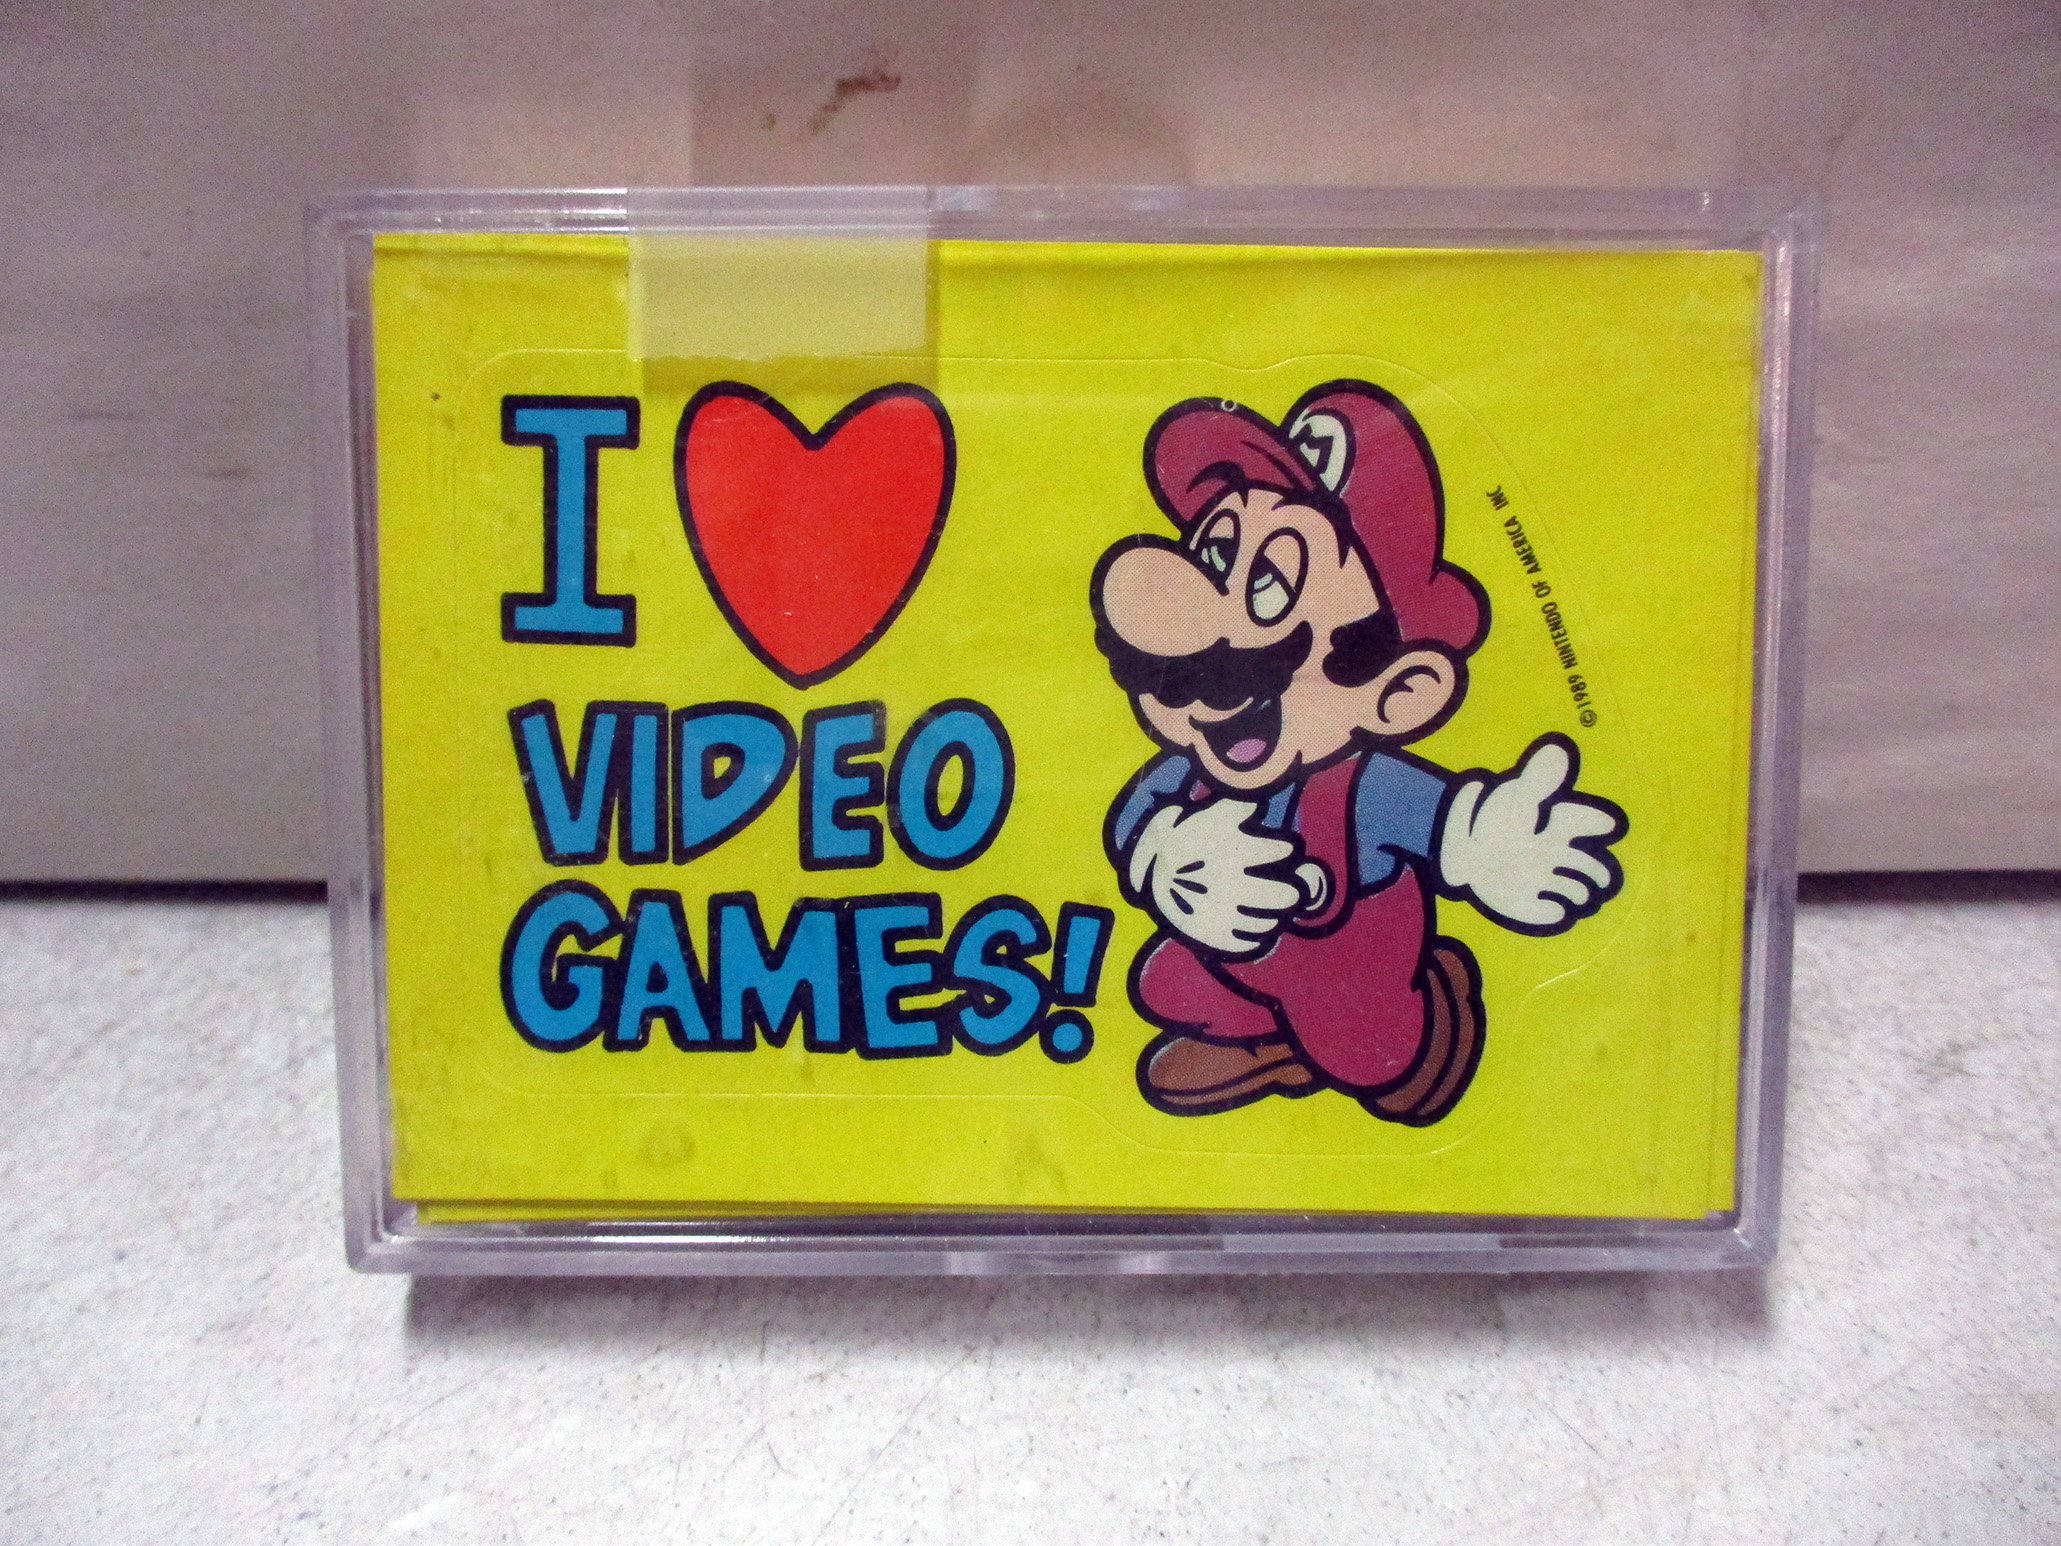 I ❤ 
VIDEO
GAMES!
M
©1989 NINTENDO OF AMERICA INC